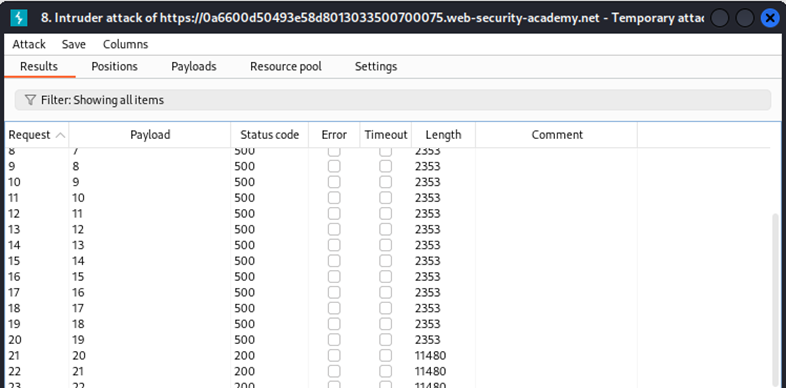 8. Intruder attack of https://0a6600d50493e58d8013033500700075.web-security-academy.net - Temporary attac
Attack Save Columns
Results Positions Payloads Resource pool Settings
Filter: Showing all items
Request Payload Status code Error Timeout Length Comment
8 7 500 2353
9 8 500 2353
10 9 500 2353
11 10 500 2353
12 11 500 2353
13 12 500 2353
14 13 500 2353
15 14 500 2353
16 15 500 2353
17 16 500 2353
18 17 500 2353
19 18 500 2353
20 19 500 2353
21 20 200 11480
22 21 200 11480
23 22 200 11480